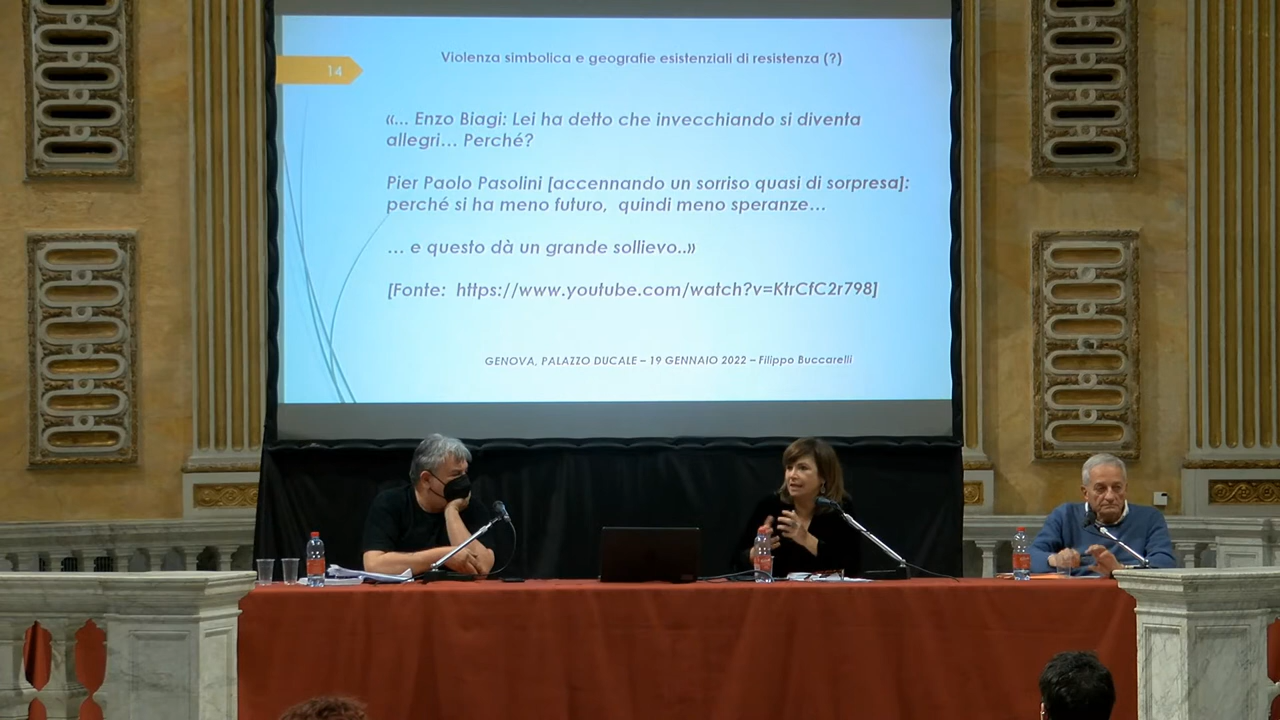 14
Violenza simbolica e geografie esistenziali di resistenza (?)
«... Enzo Biagi: Lei ha detto che invecchiando si diventa
allegri... Perché?
Pier Paolo Pasolini [accennando un sorriso quasi di sorpresa]:
perché si ha meno futuro,  quindi meno speranze...
... e questo dà un grande sollievo..»
[Fonte:  https://www.youtube.com/watch?v=KtrCfC2r798]
GENOVA, PALAZZO DUCALE – 19 GENNAIO 2022 – Filippo Buccarelli